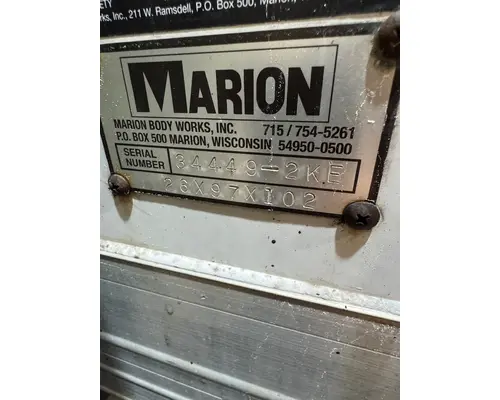 ETY
rks, Inc., 211 W. Ramsdell, P.O. Box 500, Marion,
MARION
MARION BODY WORKS, INC. 715 / 754-5261
P.O. BOX 500 MARION, WISCONSIN 54950-0500
SERIAL NUMBER 34449-2KE
26X97X102